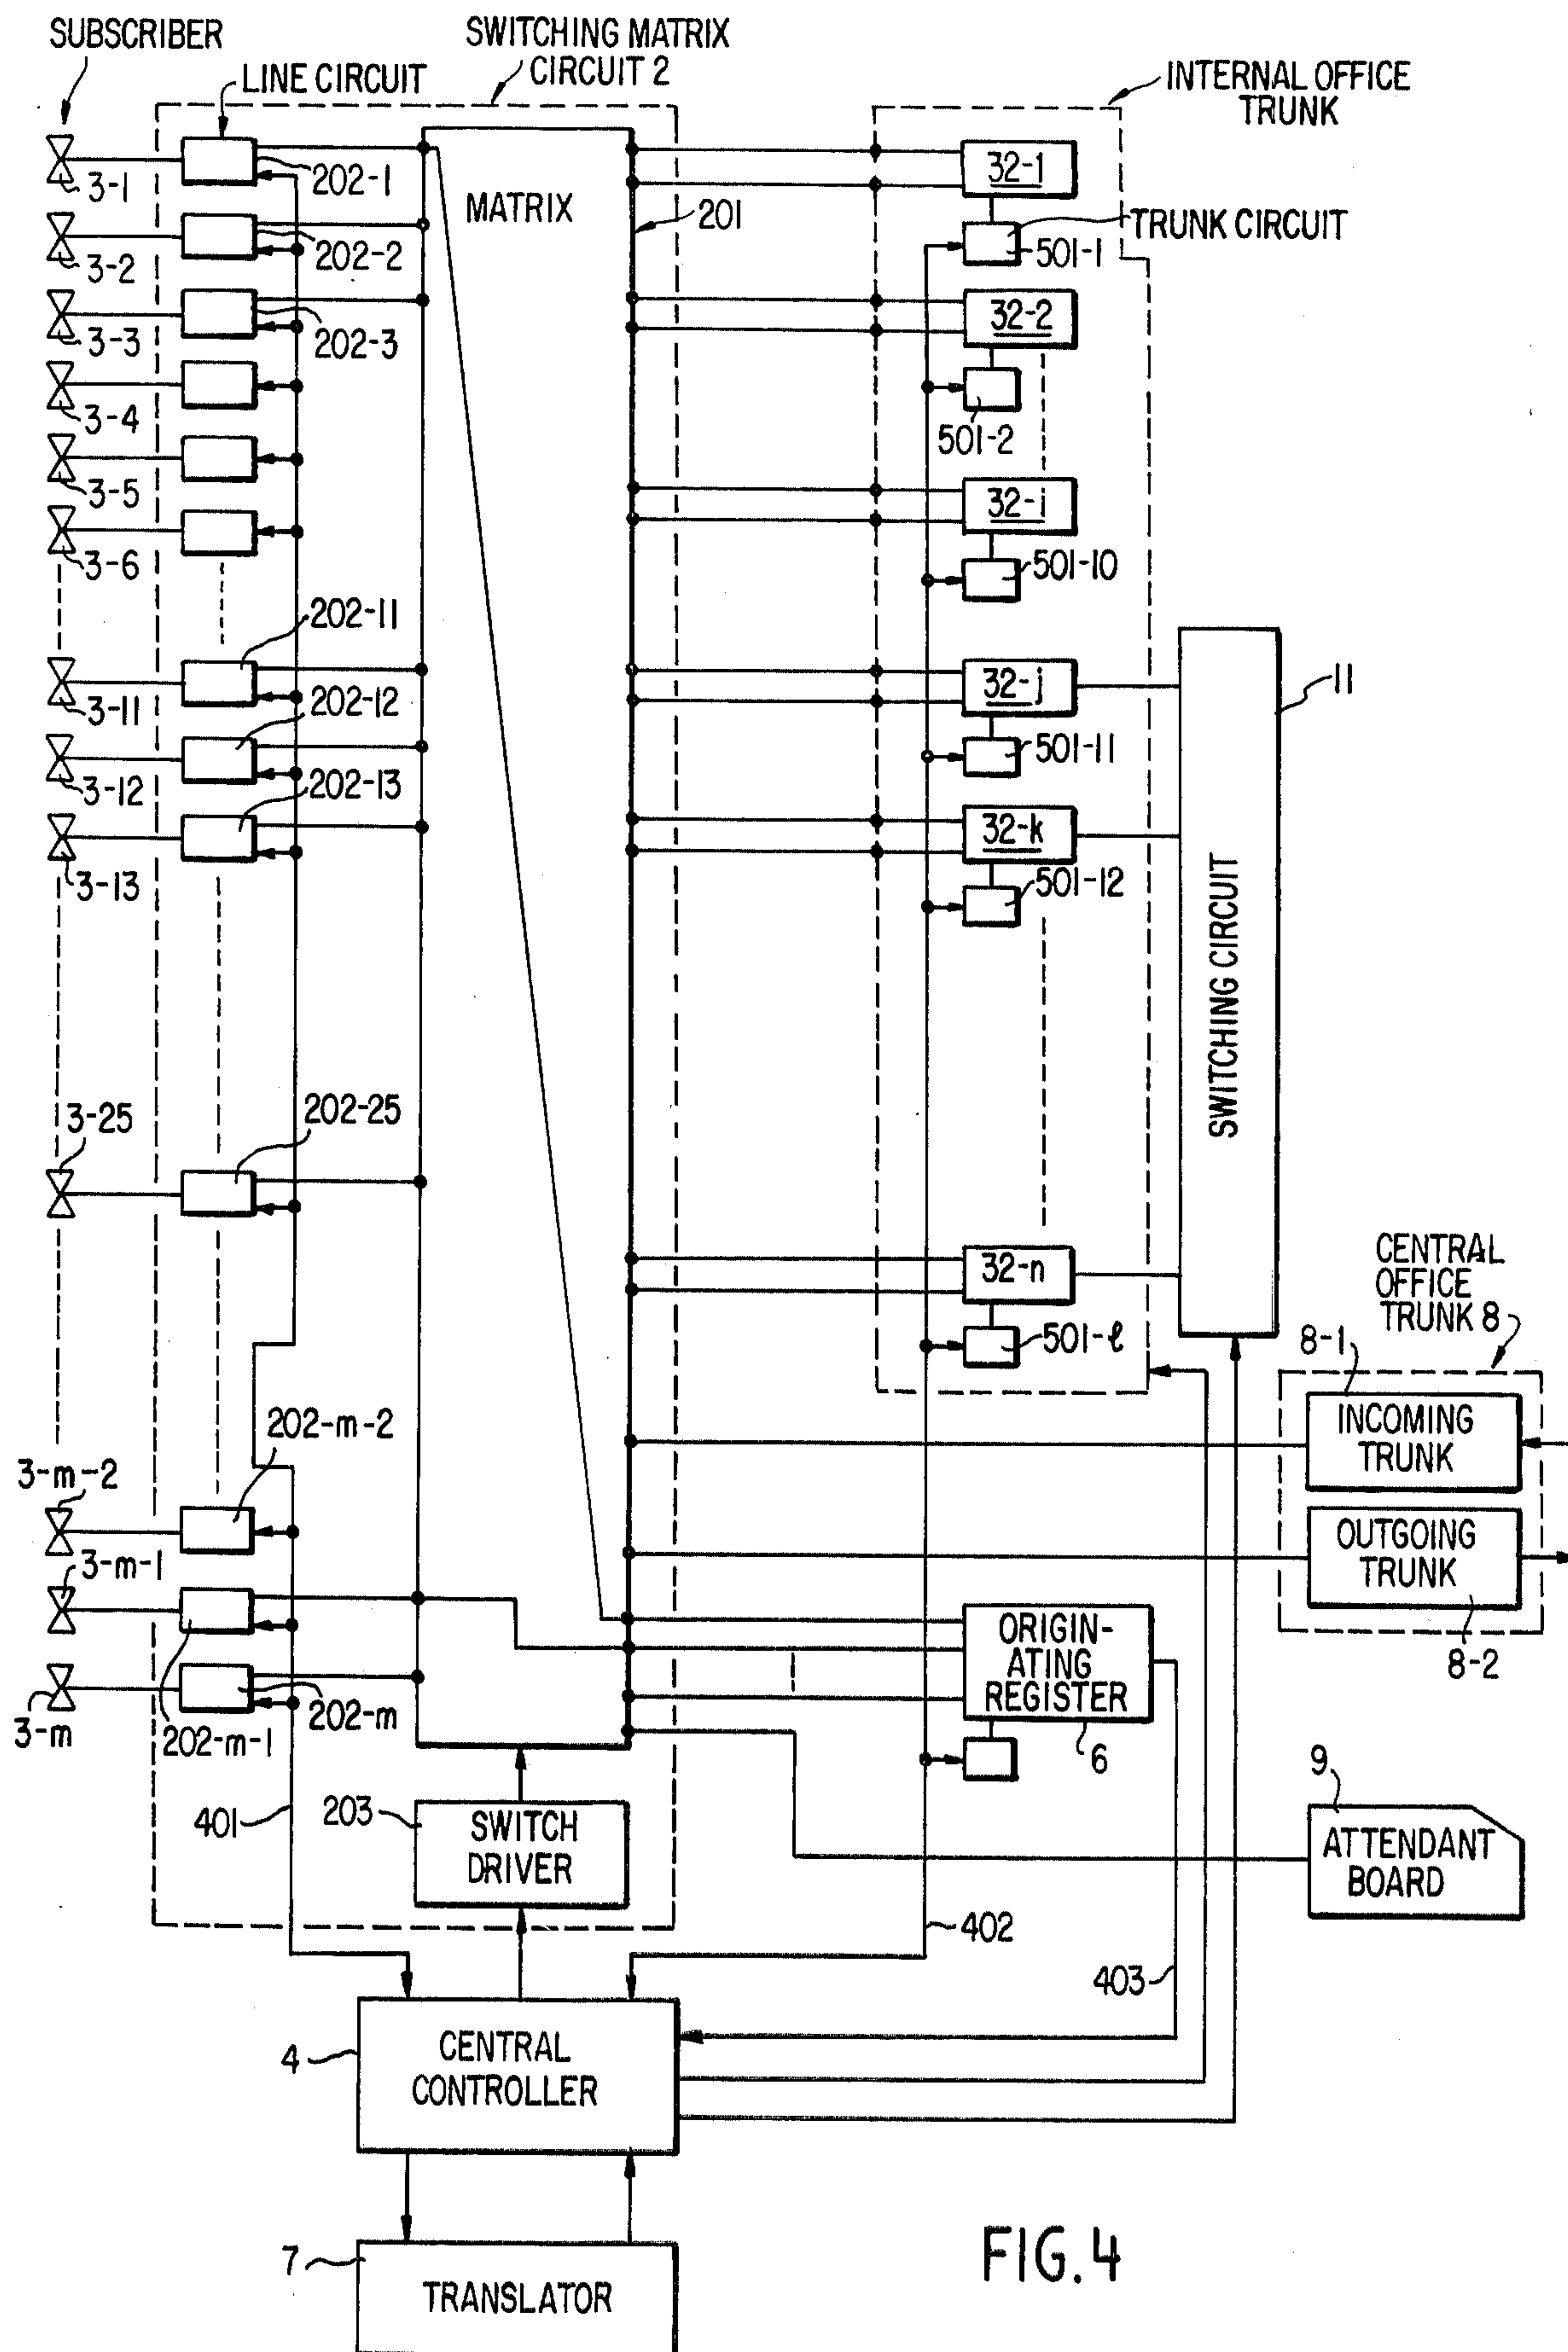 SUBSCRIBER
SWITCHING MATRIX
CIRCUIT 2
LINE CIRCUIT
INTERNAL OFFICE
TRUNK
3-1
202-1
MATRIX
201
32-1
TRUNK CIRCUIT
501-1
3-2
202-2
3-3
202-3
32-2
3-4
501-2
3-5
32-i
3-6
501-10
202-11
3-11
202-12
32-j
11
501-11
3-12
202-13
3-13
32-k
501-12
SWITCHING CIRCUIT
3-25
202-25
32-n
501-ℓ
CENTRAL
OFFICE
TRUNK 8
8-1
INCOMING
TRUNK
202-m-2
3-m-2
OUTGOING
TRUNK
8-2
3-m-1
3-m
202-m
202-m-1
ORIGIN-
ATING
REGISTER
6
9
ATTENDANT
BOARD
401
203
SWITCH
DRIVER
402
403
4
CENTRAL
CONTROLLER
7
TRANSLATOR
FIG. 4